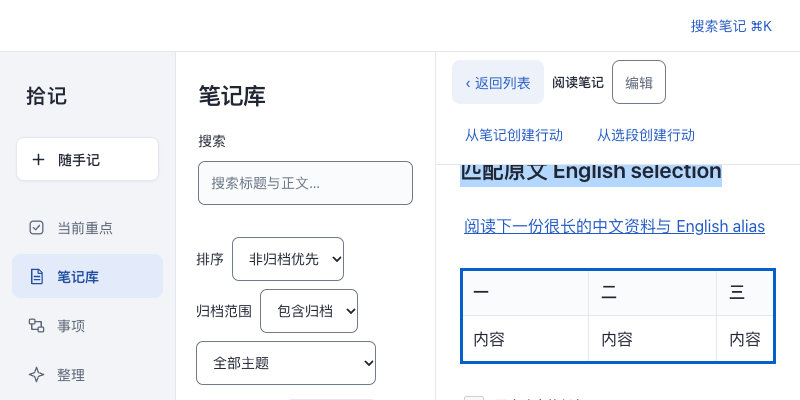 搜索笔记 ⌘K
拾记
+ 随手记
当前重点
笔记库
事项
整理
笔记库
搜索
搜索标题与正文...
排序 非归档优先
归档范围 包含归档
全部主题
‹ 返回列表 阅读笔记 编辑
从笔记创建行动 从选段创建行动
匹配原文 English selection
阅读下一份很长的中文资料与 English alias
一 二 三
内容 内容 内容